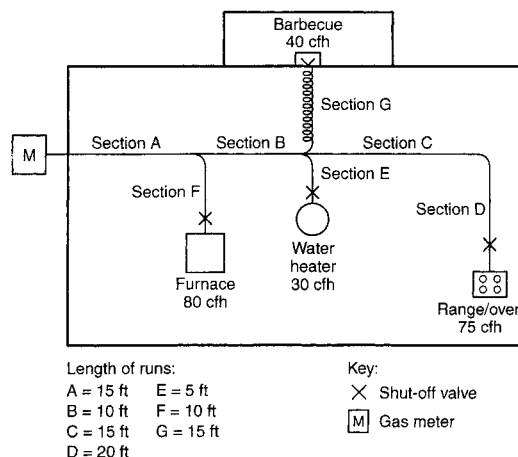 Barbecue
40 cfh
Section G
Section A
Section B
Section C
M
Section E
Section F
Section D
Water
heater
30 cfh
Furnace
80 cfh
Range/oven
75 cfh
Length of runs:
A = 15 ft E = 5 ft
B = 10 ft F = 10 ft
C = 15 ft G = 15 ft
D = 20 ft
Key:
Shut-off valve
M Gas meter